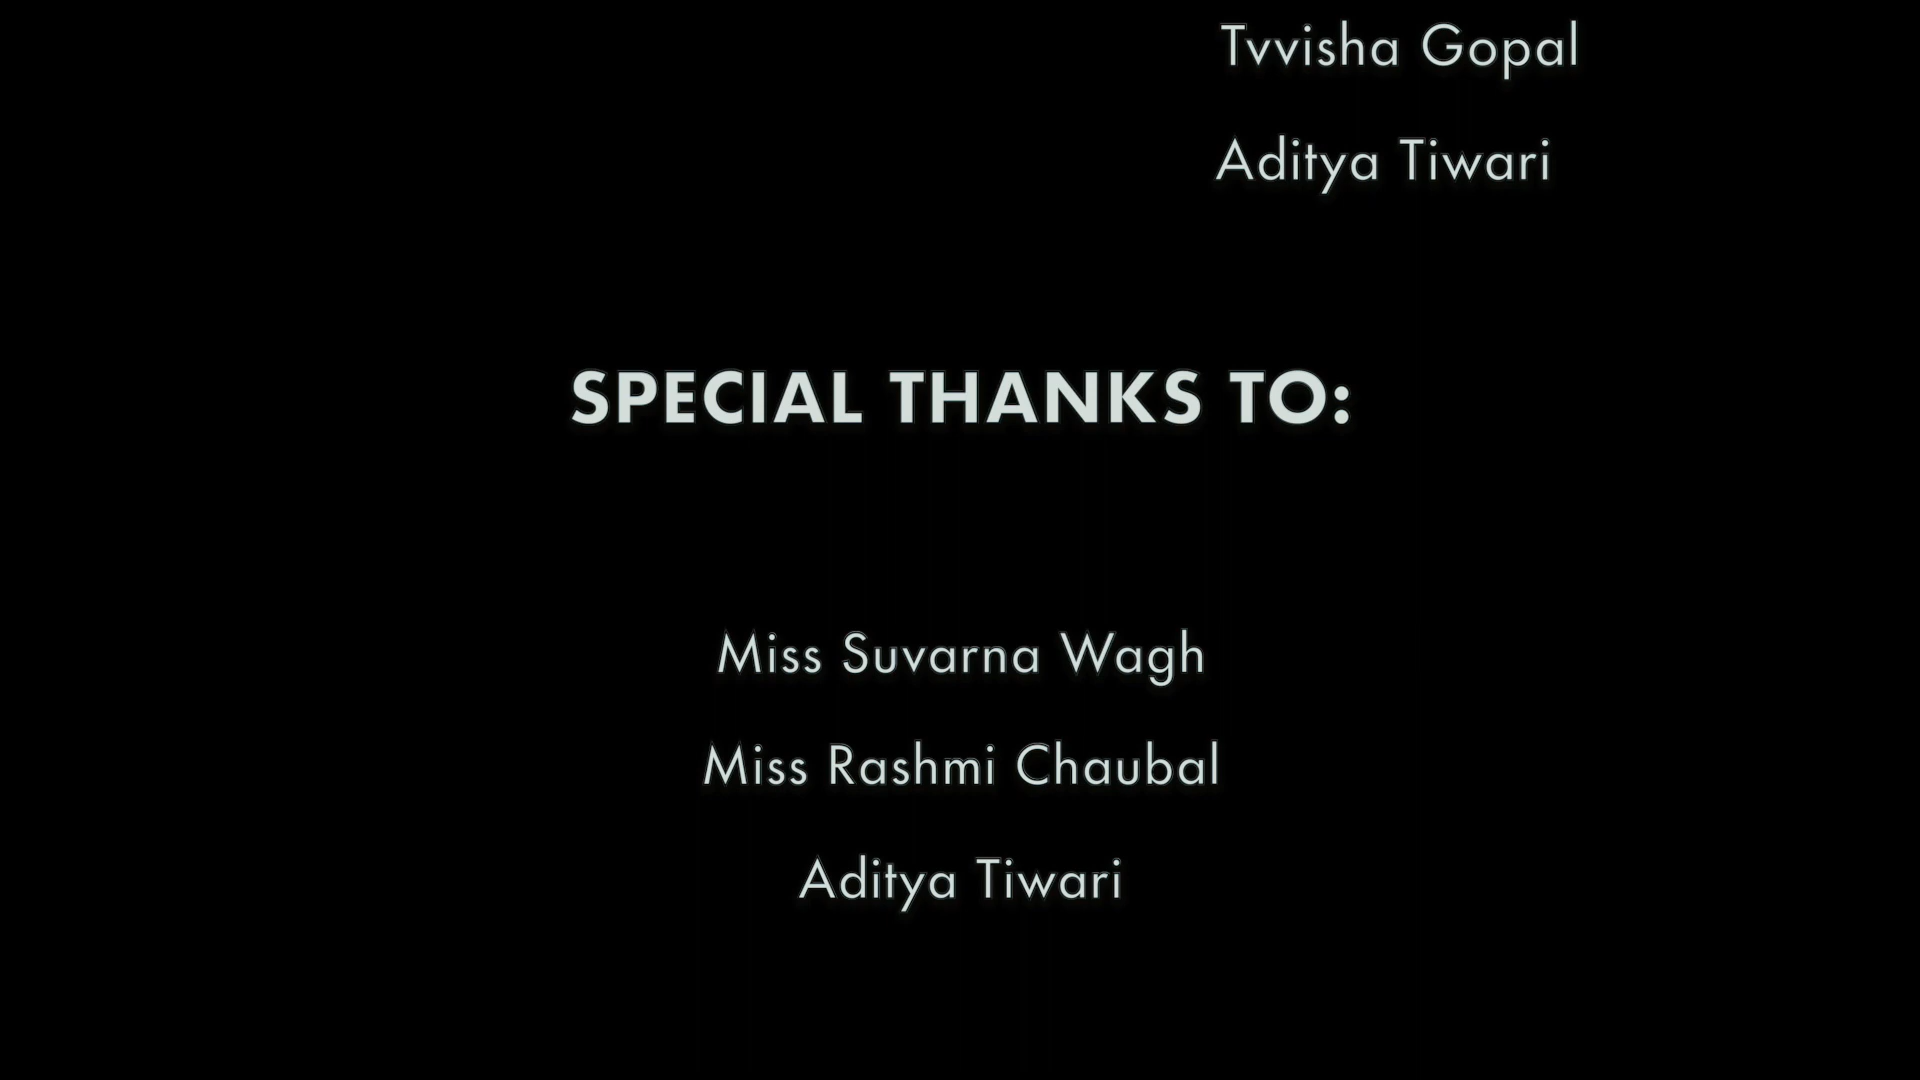 Tvvisha Gopal
Aditya Tiwari
SPECIAL THANKS TO:
Miss Suvarna Wagh
Miss Rashmi Chaubal
Aditya Tiwari